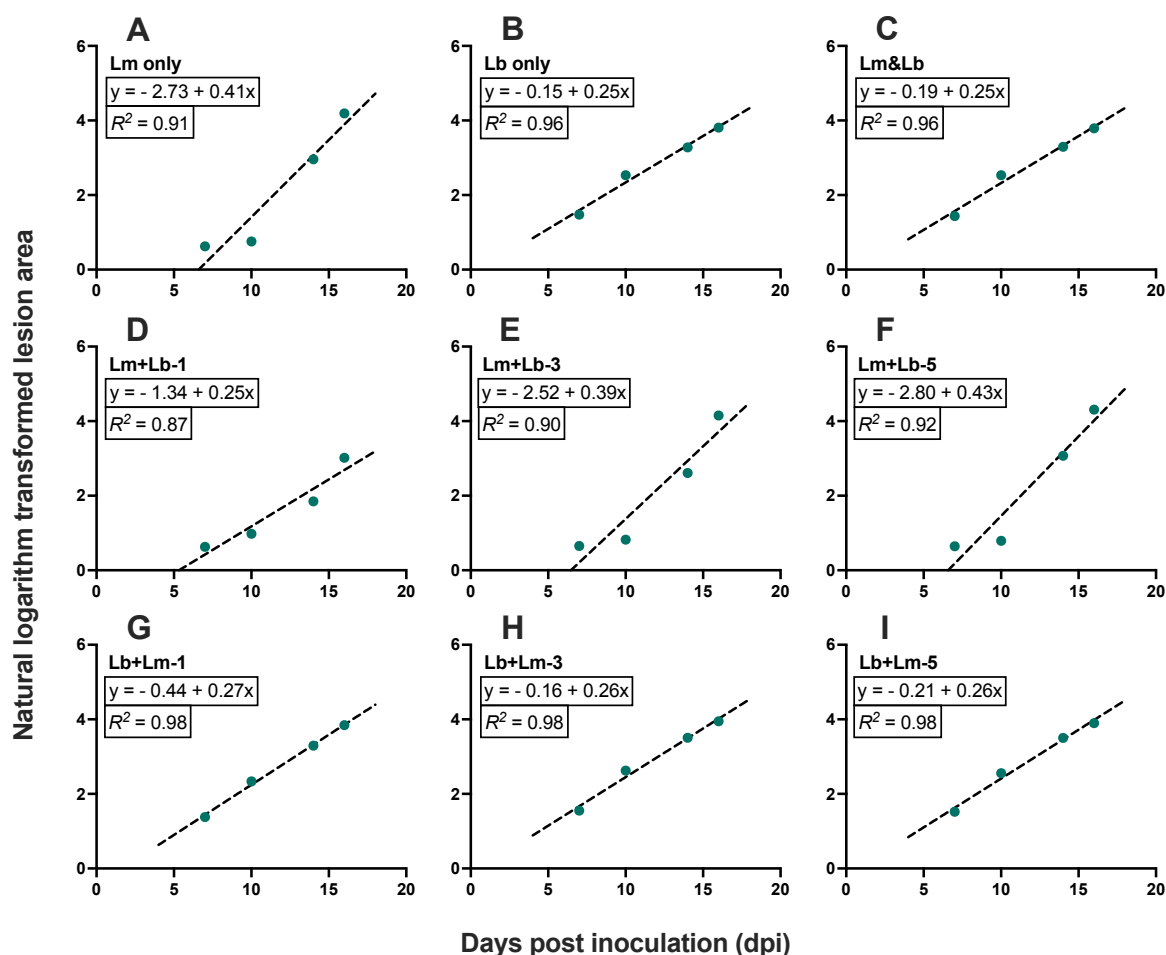 Natural logarithm transformed lesion area
A
Lm only
y = - 2.73 + 0.41x
R² = 0.91
6
4
2
0
0 5 10 15 20
B
Lb only
y = - 0.15 + 0.25x
R² = 0.96
6
4
2
0
0 5 10 15 20
C
Lm&Lb
y = - 0.19 + 0.25x
R² = 0.96
6
4
2
0
0 5 10 15 20
D
Lm+Lb-1
y = - 1.34 + 0.25x
R² = 0.87
6
4
2
0
0 5 10 15 20
E
Lm+Lb-3
y = - 2.52 + 0.39x
R² = 0.90
6
4
2
0
0 5 10 15 20
F
Lm+Lb-5
y = - 2.80 + 0.43x
R² = 0.92
6
4
2
0
0 5 10 15 20
G
Lb+Lm-1
y = - 0.44 + 0.27x
R² = 0.98
6
4
2
0
0 5 10 15 20
H
Lb+Lm-3
y = - 0.16 + 0.26x
R² = 0.98
6
4
2
0
0 5 10 15 20
I
Lb+Lm-5
y = - 0.21 + 0.26x
R² = 0.98
6
4
2
0
0 5 10 15 20
Days post inoculation (dpi)